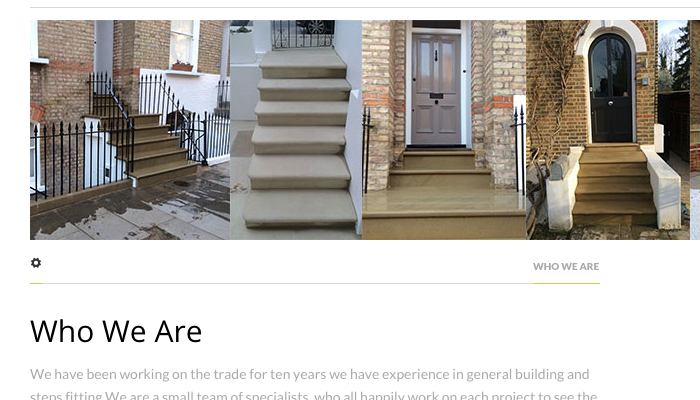 WHO WE ARE
Who We Are
We have been working on the trade for ten years we have experience in general building and
steps fitting We are a small team of specialists, who all happily work on each project to see the